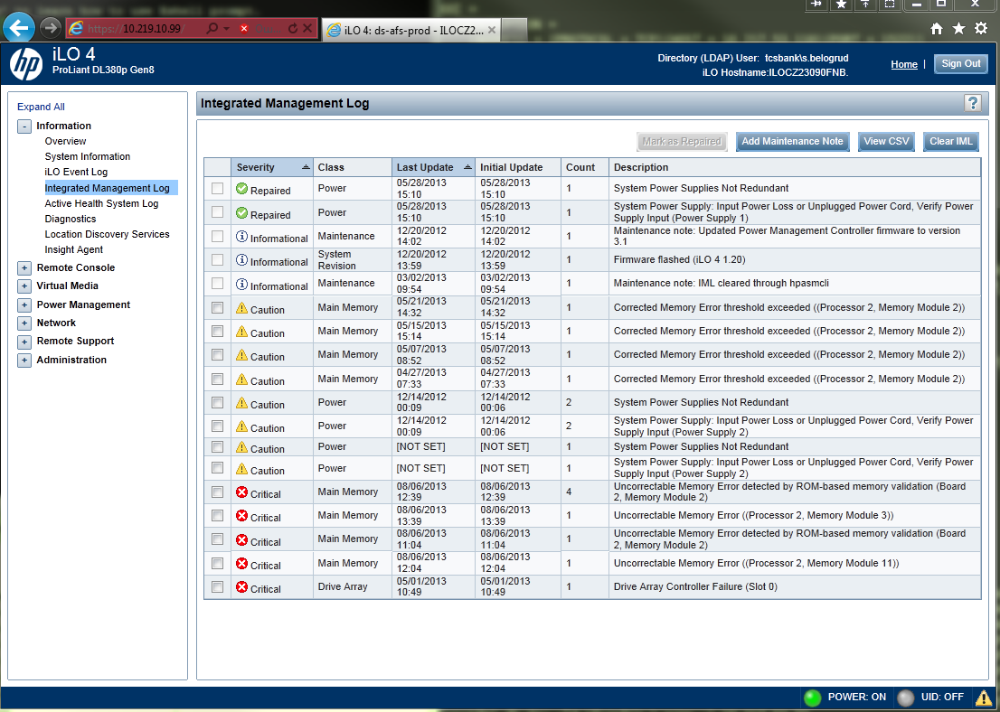 https://10.219.10.99/
iLO 4: ds-afs-prod - ILOCZ2...
hp
iLO 4
ProLiant DL380p Gen8
Directory (LDAP) User: tcsbank\s.belogrud
iLO Hostname:ILOCZ23090FNB.
Home | Sign Out
Expand All
- Information
Overview
System Information
iLO Event Log
Integrated Management Log
Active Health System Log
Diagnostics
Location Discovery Services
Insight Agent
+ Remote Console
+ Virtual Media
+ Power Management
+ Network
+ Remote Support
+ Administration
Integrated Management Log ?
Mark as Repaired Add Maintenance Note View CSV Clear IML
Severity Class Last Update Initial Update Count Description
Repaired Power 05/28/2013 15:10 05/28/2013 15:10 1 System Power Supplies Not Redundant
Repaired Power 05/28/2013 15:10 05/28/2013 15:10 1 System Power Supply: Input Power Loss or Unplugged Power Cord, Verify Power Supply Input (Power Supply 1)
Informational Maintenance 12/20/2012 14:02 12/20/2012 14:02 1 Maintenance note: Updated Power Management Controller firmware to version 3.1
Informational System Revision 12/20/2012 13:59 12/20/2012 13:59 1 Firmware flashed (iLO 4 1.20)
Informational Maintenance 03/02/2013 09:54 03/02/2013 09:54 1 Maintenance note: IML cleared through hpasmcli
Caution Main Memory 05/21/2013 14:32 05/21/2013 14:32 1 Corrected Memory Error threshold exceeded ((Processor 2, Memory Module 2))
Caution Main Memory 05/15/2013 15:14 05/15/2013 15:14 1 Corrected Memory Error threshold exceeded ((Processor 2, Memory Module 2))
Caution Main Memory 05/07/2013 08:52 05/07/2013 08:52 1 Corrected Memory Error threshold exceeded ((Processor 2, Memory Module 2))
Caution Main Memory 04/27/2013 07:33 04/27/2013 07:33 1 Corrected Memory Error threshold exceeded ((Processor 2, Memory Module 2))
Caution Power 12/14/2012 00:09 12/14/2012 00:06 2 System Power Supplies Not Redundant
Caution Power 12/14/2012 00:09 12/14/2012 00:06 2 System Power Supply: Input Power Loss or Unplugged Power Cord, Verify Power Supply Input (Power Supply 2)
Caution Power [NOT SET] [NOT SET] 1 System Power Supplies Not Redundant
Caution Power [NOT SET] [NOT SET] 1 System Power Supply: Input Power Loss or Unplugged Power Cord, Verify Power Supply Input (Power Supply 2)
Critical Main Memory 08/06/2013 12:39 08/06/2013 12:39 4 Uncorrectable Memory Error detected by ROM-based memory validation (Board 2, Memory Module 2)
Critical Main Memory 08/06/2013 13:39 08/06/2013 13:39 1 Uncorrectable Memory Error ((Processor 2, Memory Module 3))
Critical Main Memory 08/06/2013 11:04 08/06/2013 11:04 1 Uncorrectable Memory Error detected by ROM-based memory validation (Board 2, Memory Module 2)
Critical Main Memory 08/06/2013 12:04 08/06/2013 12:04 1 Uncorrectable Memory Error ((Processor 2, Memory Module 11))
Critical Drive Array 05/01/2013 10:49 05/01/2013 10:49 1 Drive Array Controller Failure (Slot 0)
POWER: ON UID: OFF